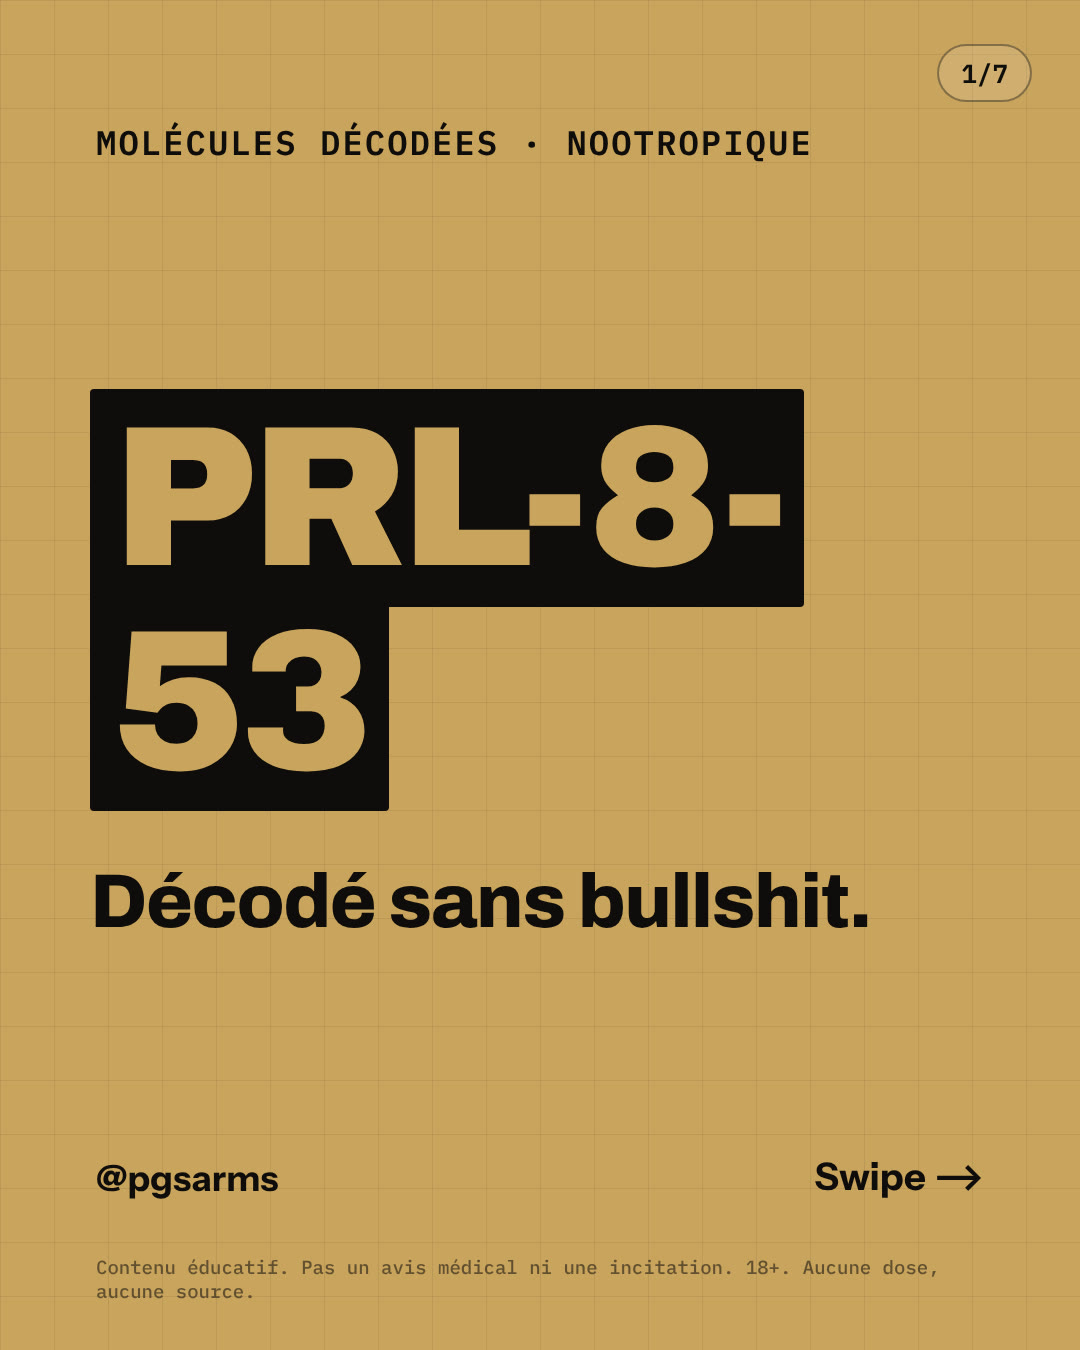 1/7
MOLÉCULES DÉCODÉES · NOOTROPIQUE
PRL-8-
53
Décodé sans bullshit.
@pgsarms
Swipe →
Contenu éducatif. Pas un avis médical ni une incitation. 18+. Aucune dose,
aucune source.